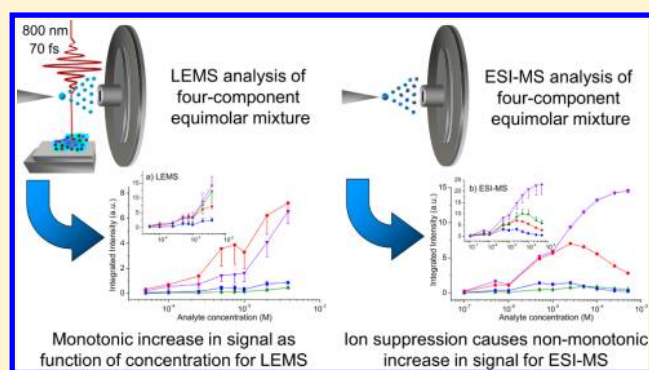 800 nm
70 fs
LEMS analysis of
four-component
equimolar mixture
ESI-MS analysis of
four-component
equimolar mixture
a) LEMS
b) ESI-MS
Integrated Intensity (a.u.)
Analyte concentration (M)
Integrated Intensity (a.u.)
Analyte concentration (M)
Monotonic increase in signal as
function of concentration for LEMS
Ion suppression causes non-monotonic
increase in signal for ESI-MS